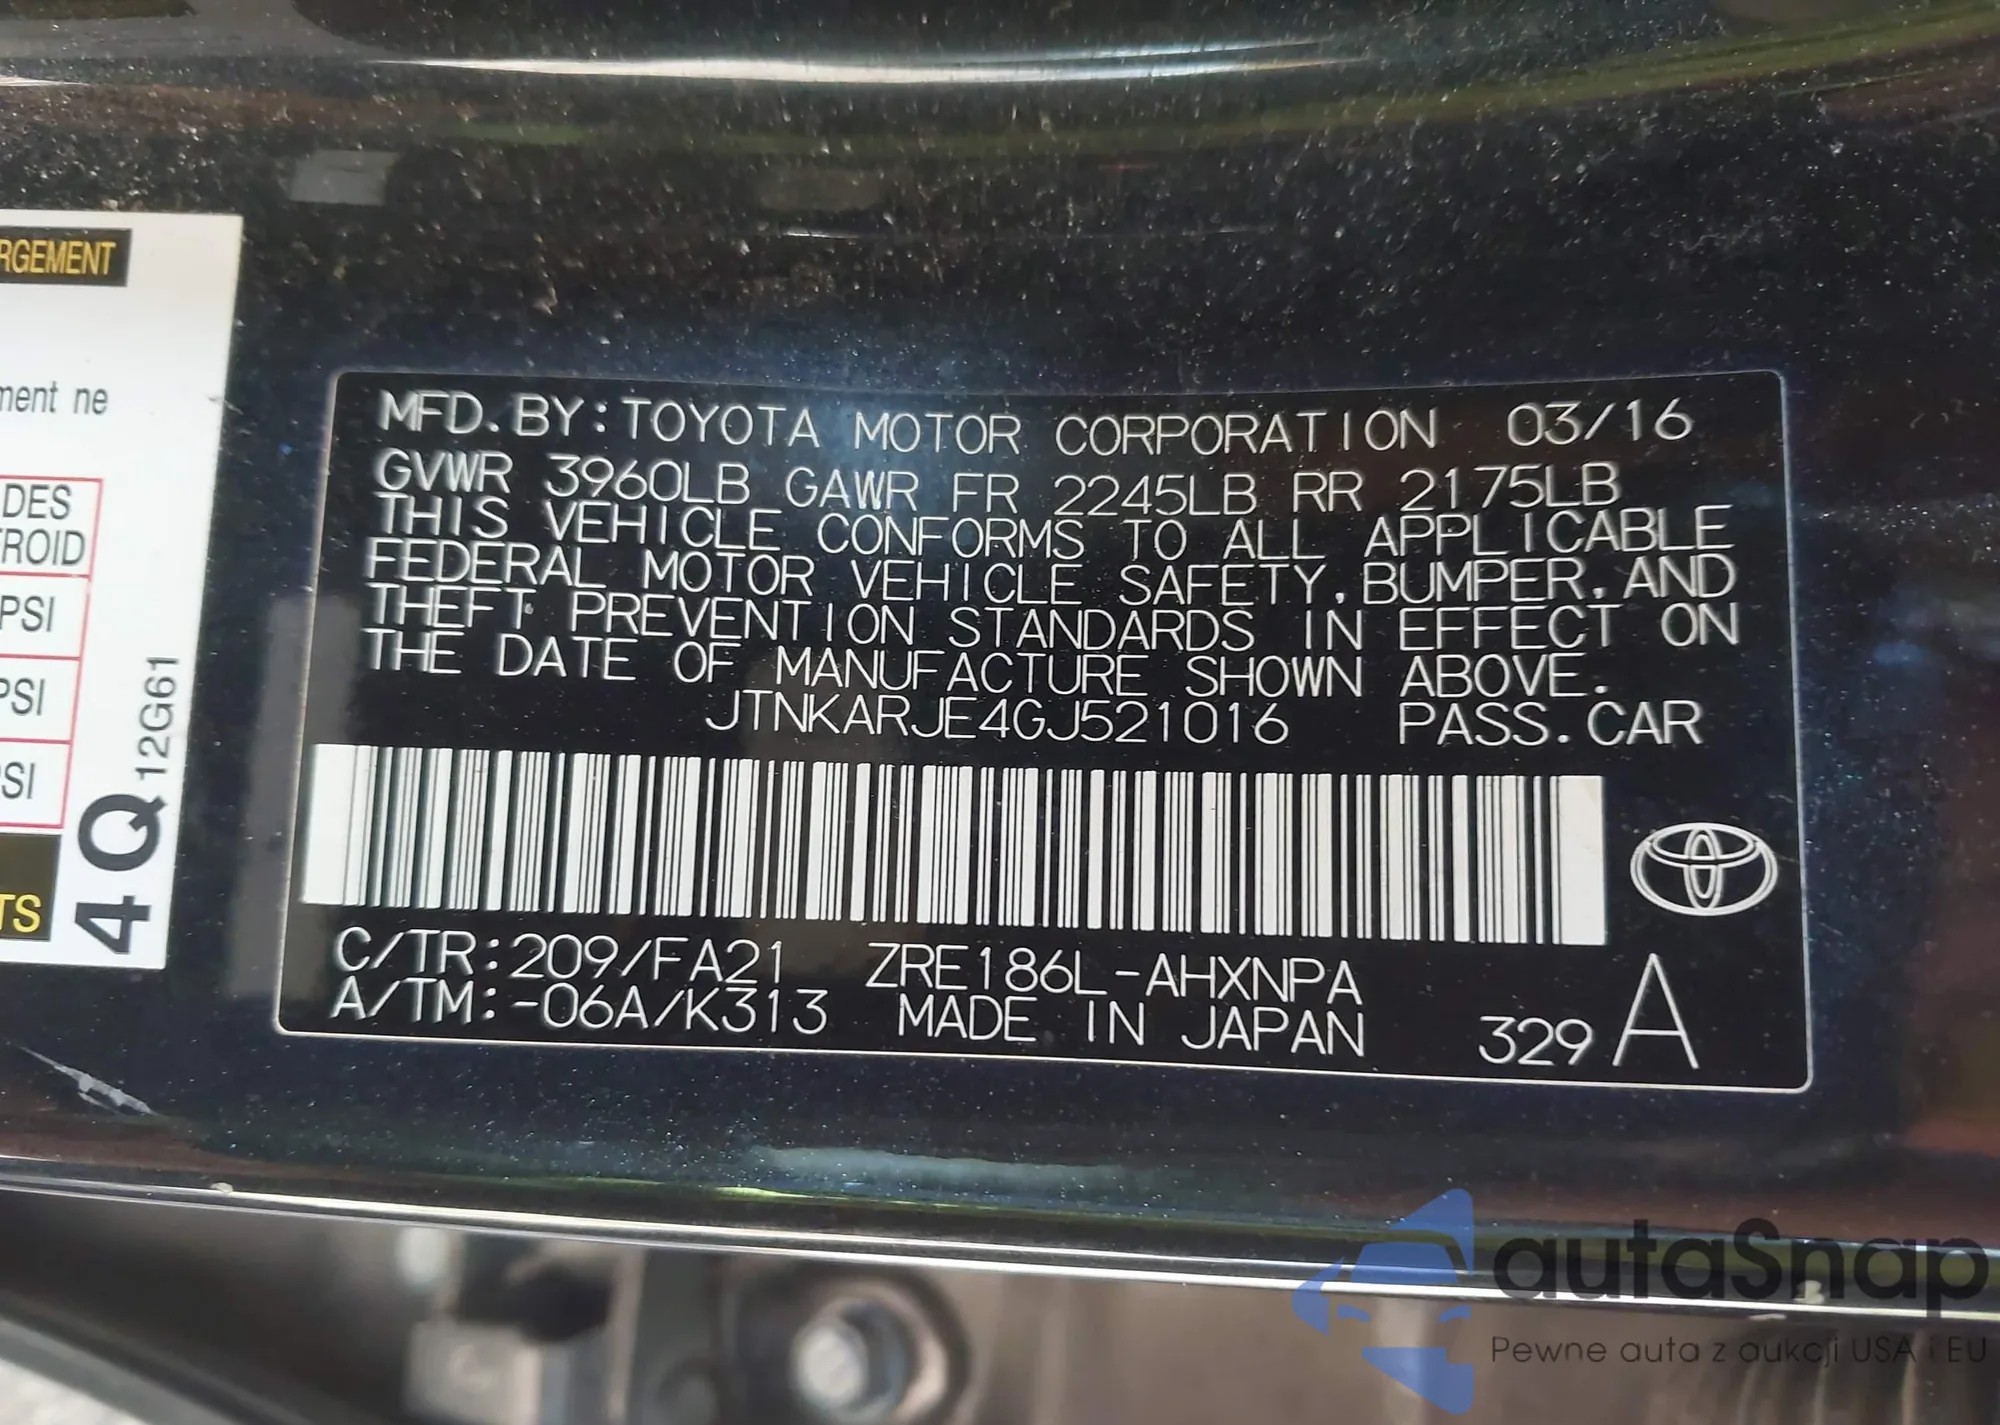 RGEMENT
ment ne
DES
ROID
PSI
PSI
PSI
TS
4Q 12G61
MFD. BY: TOYOTA MOTOR CORPORATION 03/16
GVWR 3960LB GAWR FR 2245LB RR 2175LB
THIS VEHICLE CONFORMS TO ALL APPLICABLE
FEDERAL MOTOR VEHICLE SAFETY, BUMPER, AND
THEFT PREVENTION STANDARDS IN EFFECT ON
THE DATE OF MANUFACTURE SHOWN ABOVE.
JTNKARJE4GJ521016 PASS. CAR
C/TR: 209/FA21 ZRE186L-AHXNPA
A/TM: -06A/K313 MADE IN JAPAN 329 A
autaSnap
Pewne auta z aukcji USA i EU